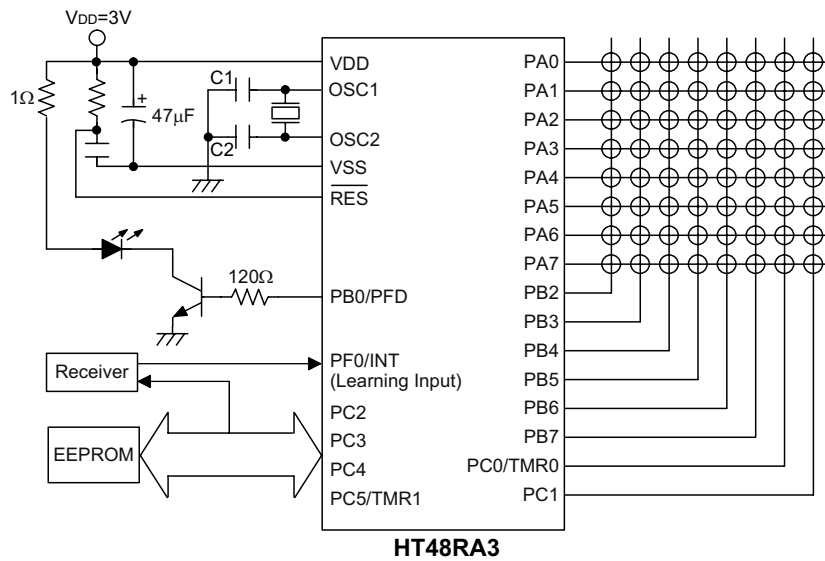 VDD=3V
1Ω
47μF
+
C1
C2
VDD
OSC1
OSC2
VSS
RES
120Ω
PB0/PFD
Receiver
PF0/INT
(Learning Input)
EEPROM
PC2
PC3
PC4
PC5/TMR1
PA0
PA1
PA2
PA3
PA4
PA5
PA6
PA7
PB2
PB3
PB4
PB5
PB6
PB7
PC0/TMR0
PC1
HT48RA3